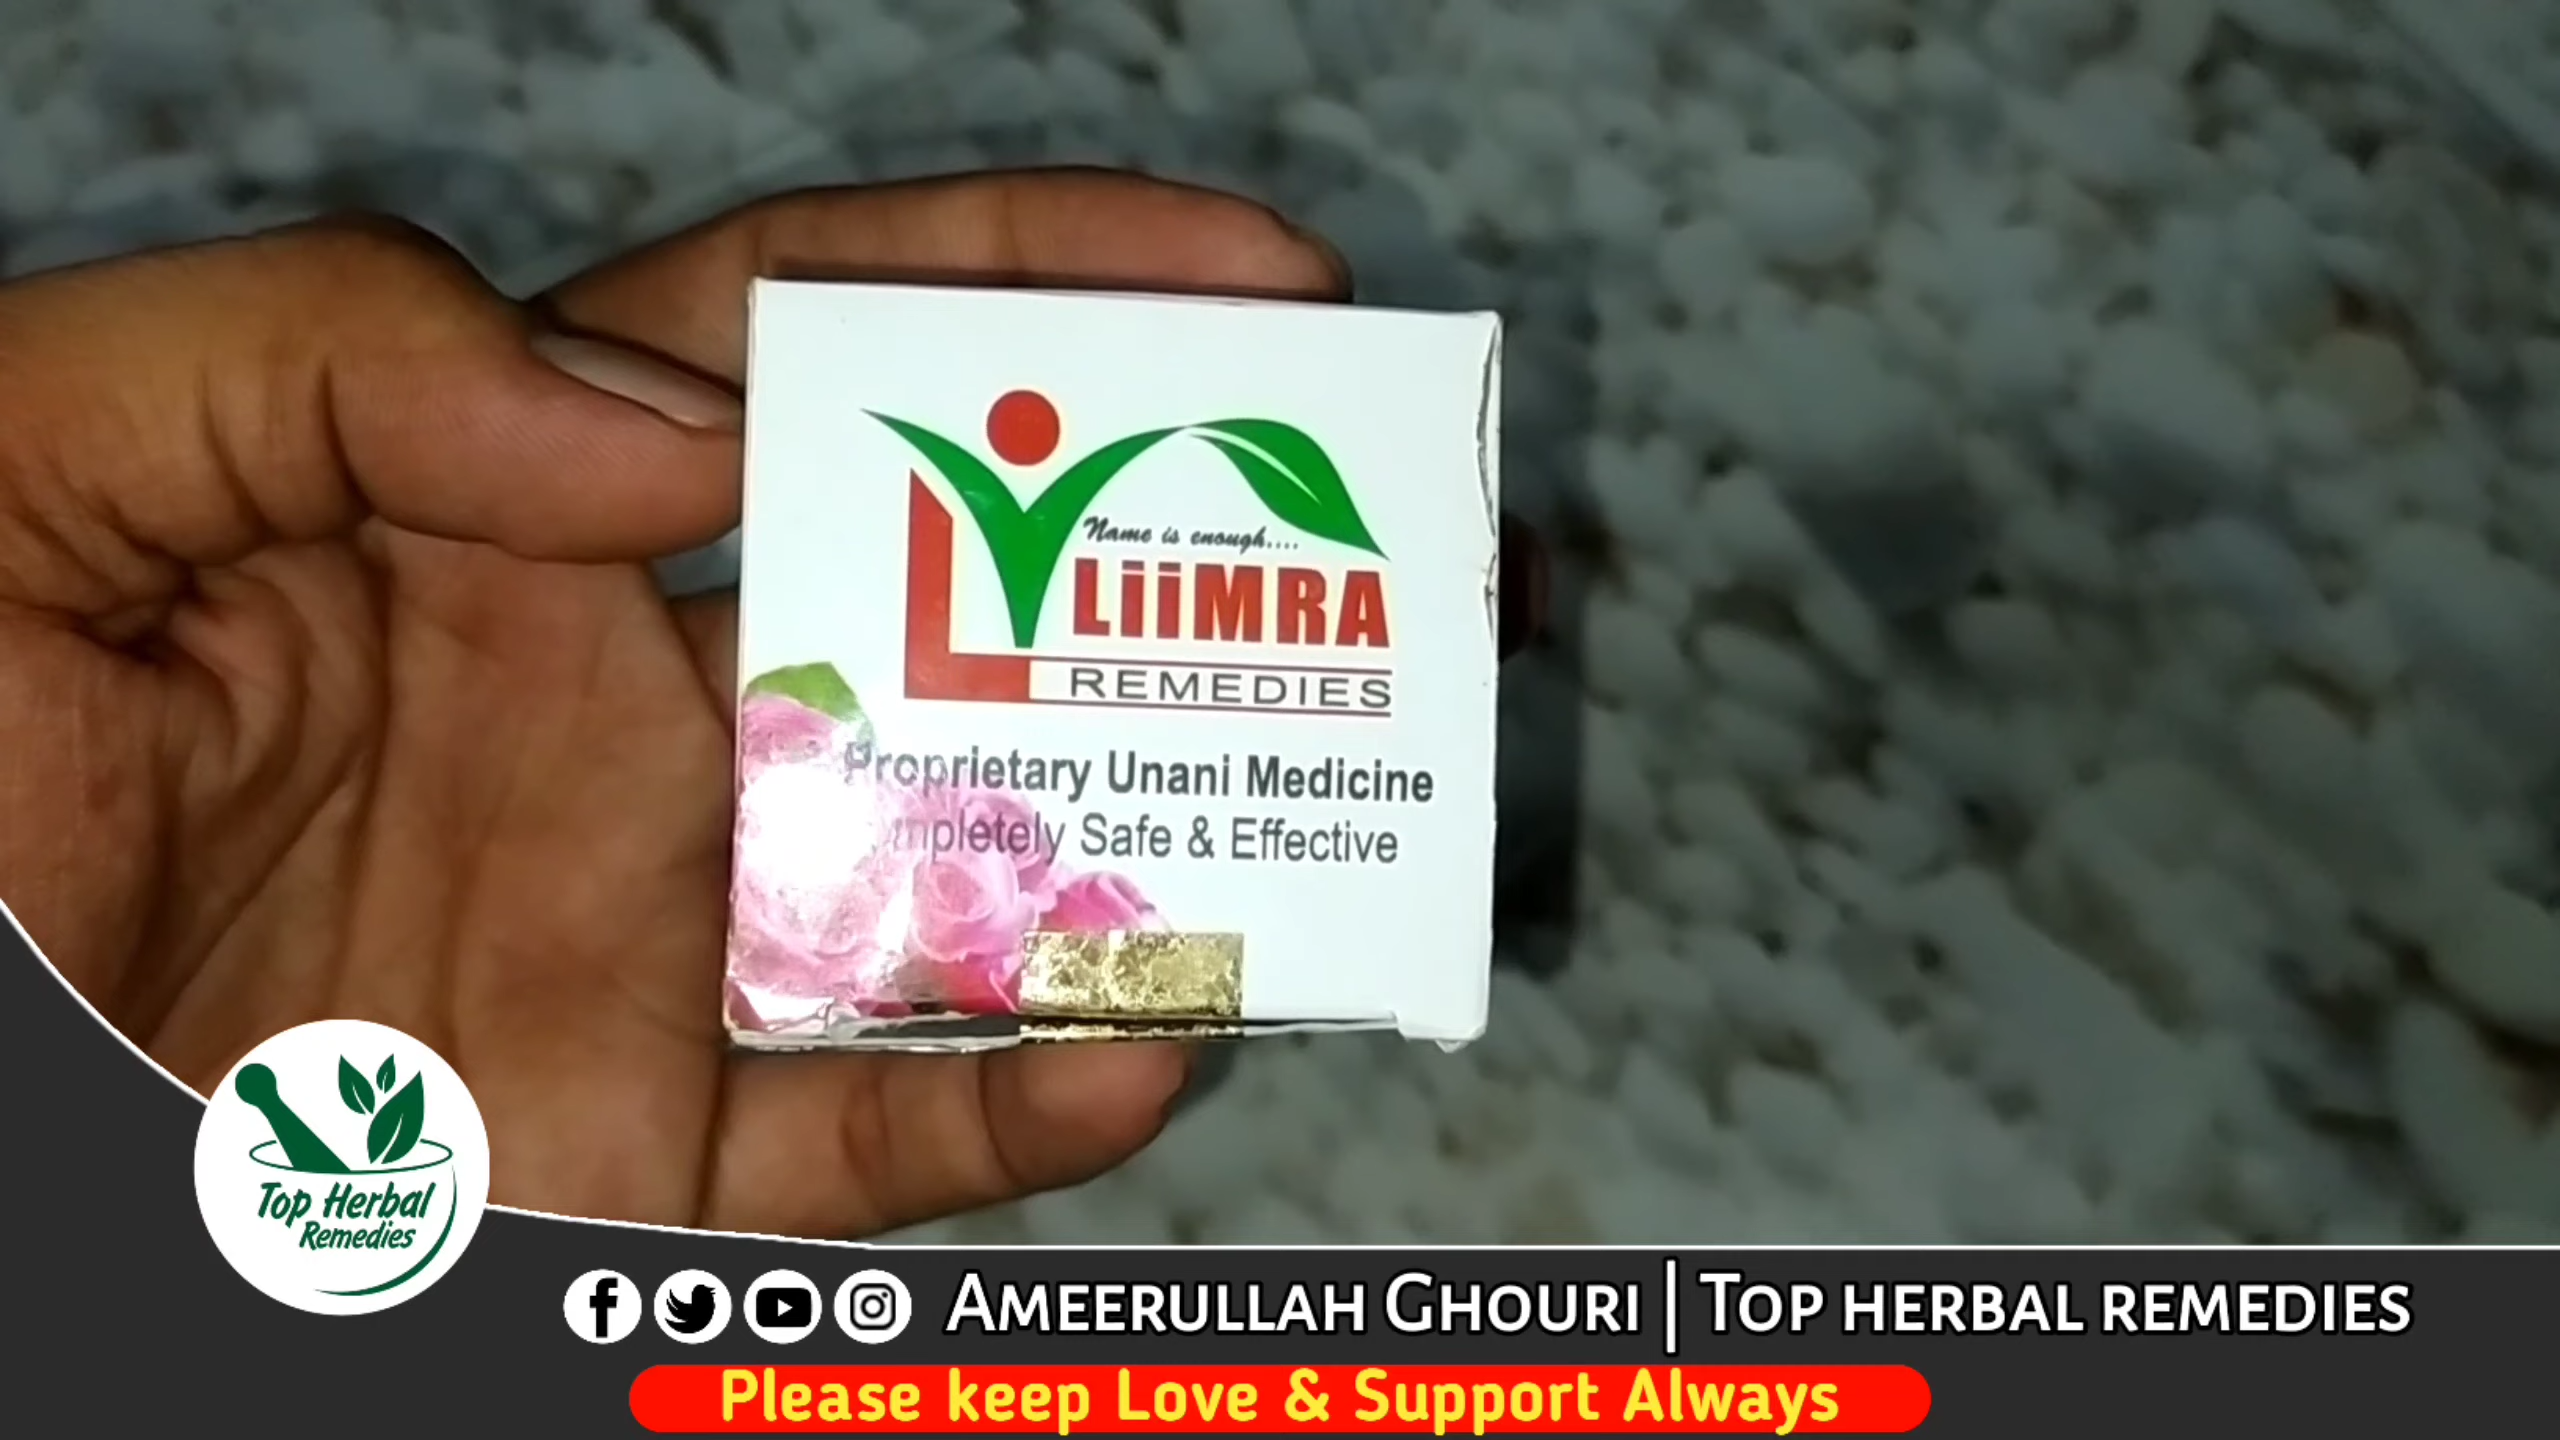 Name is enough....
LiiMRA
REMEDIES
Proprietary Unani Medicine
Completely Safe & Effective
Top Herbal
Remedies
AMEERULLAH GHOURI | TOP HERBAL REMEDIES
Please keep Love & Support Always